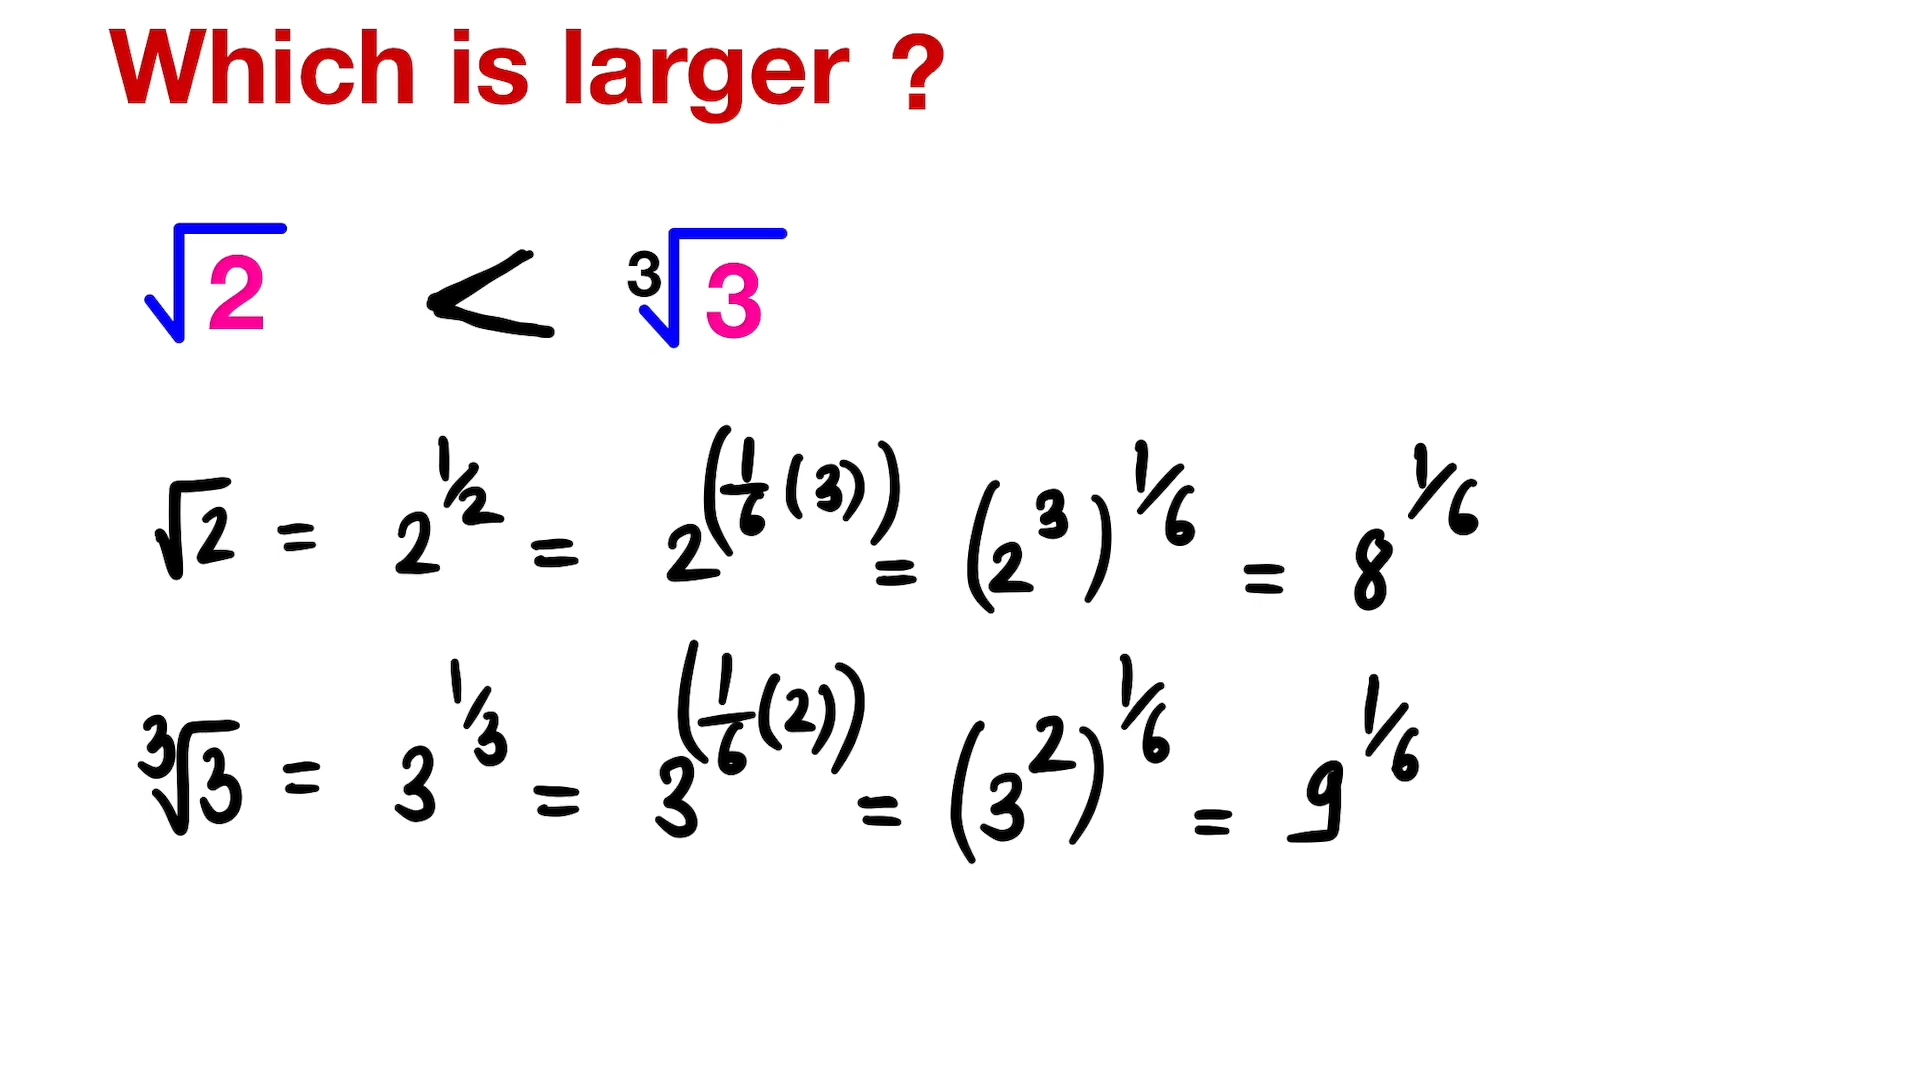 Which is larger ?
√2 < ∛3
√2 = 2^(1/2) = 2^(1/6 (3)) = (2^3)^(1/6) = 8^(1/6)
∛3 = 3^(1/3) = 3^(1/6 (2)) = (3^2)^(1/6) = 9^(1/6)